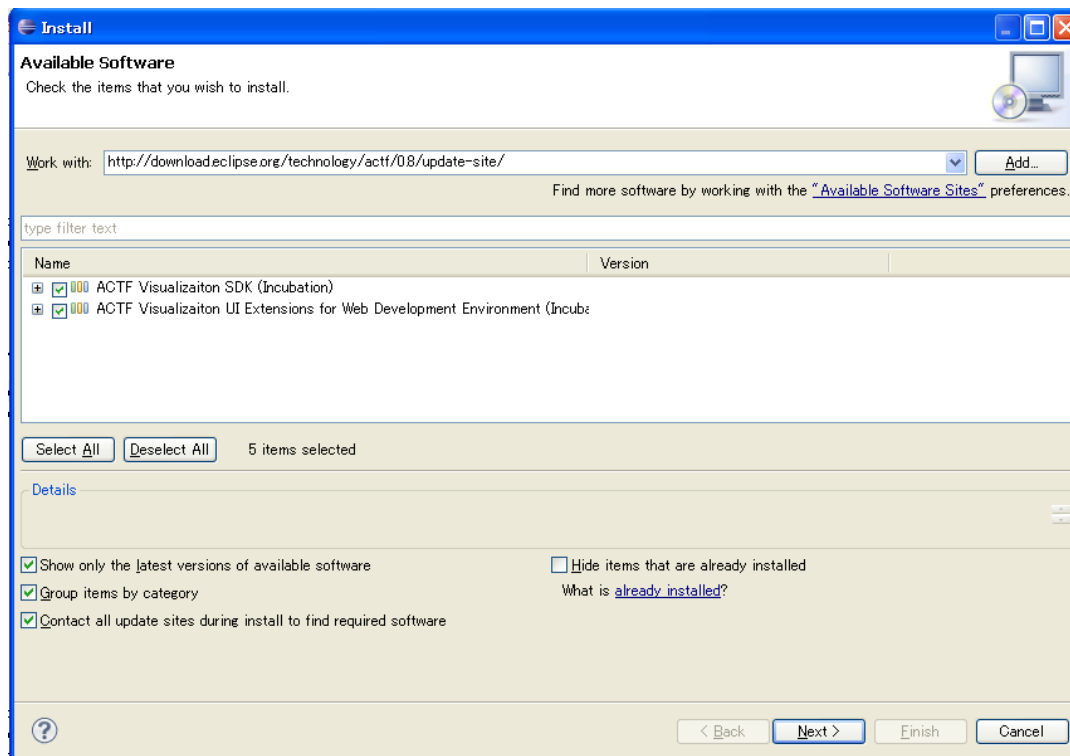 Install
Available Software
Check the items that you wish to install.
Work with: http://download.eclipse.org/technology/actf/0.8/update-site/ Add...
Find more software by working with the "Available Software Sites" preferences.
type filter text
Name Version
ACTF Visualizaiton SDK (Incubation)
ACTF Visualizaiton UI Extensions for Web Development Environment (Incuba
Select All Deselect All 5 items selected
Details
Show only the latest versions of available software Hide items that are already installed
Group items by category What is already installed?
Contact all update sites during install to find required software
? < Back Next > Finish Cancel